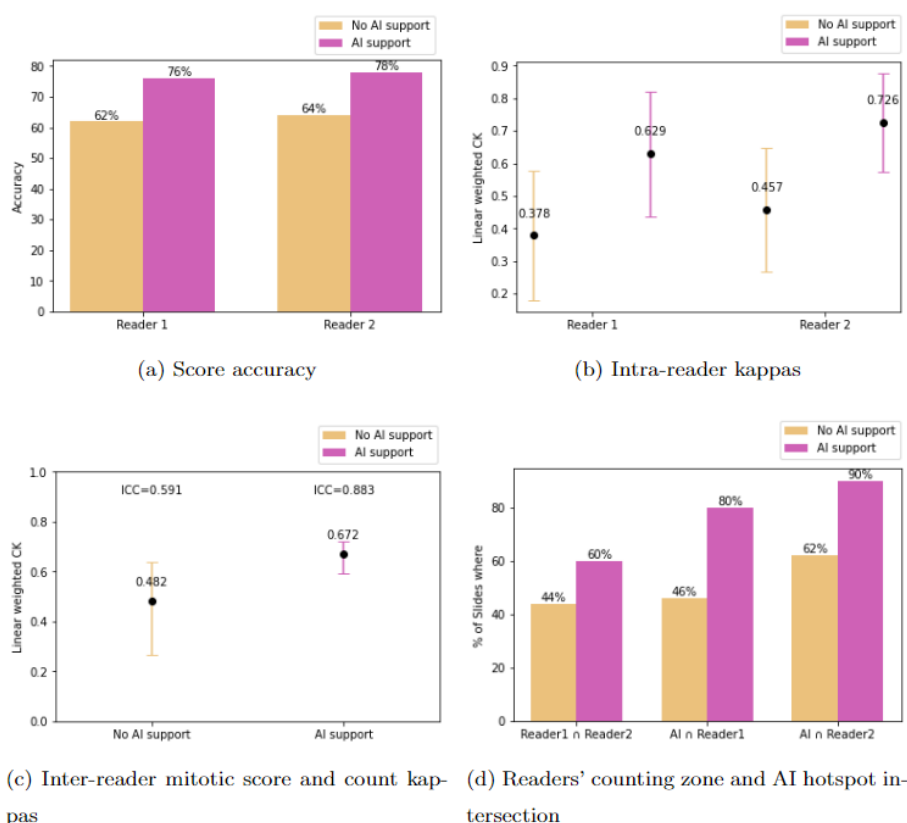 No AI support
AI support
80
70
60
50
40
30
20
10
0
Accuracy
62%
76%
64%
78%
Reader 1
Reader 2
(a) Score accuracy
No AI support
AI support
0.9
0.8
0.7
0.6
0.5
0.4
0.3
0.2
Linear weighted CK
0.378
0.629
0.457
0.726
Reader 1
Reader 2
(b) Intra-reader kappas
No AI support
AI support
1.0
0.8
0.6
0.4
0.2
0.0
Linear weighted CK
ICC=0.591
ICC=0.883
0.482
0.672
No AI support
AI support
(c) Inter-reader mitotic score and count kap-
pas
No AI support
AI support
80
60
40
20
0
% of Slides where
44%
60%
46%
80%
62%
90%
Reader1 ∩ Reader2
AI ∩ Reader1
AI ∩ Reader2
(d) Readers' counting zone and AI hotspot in-
tersection